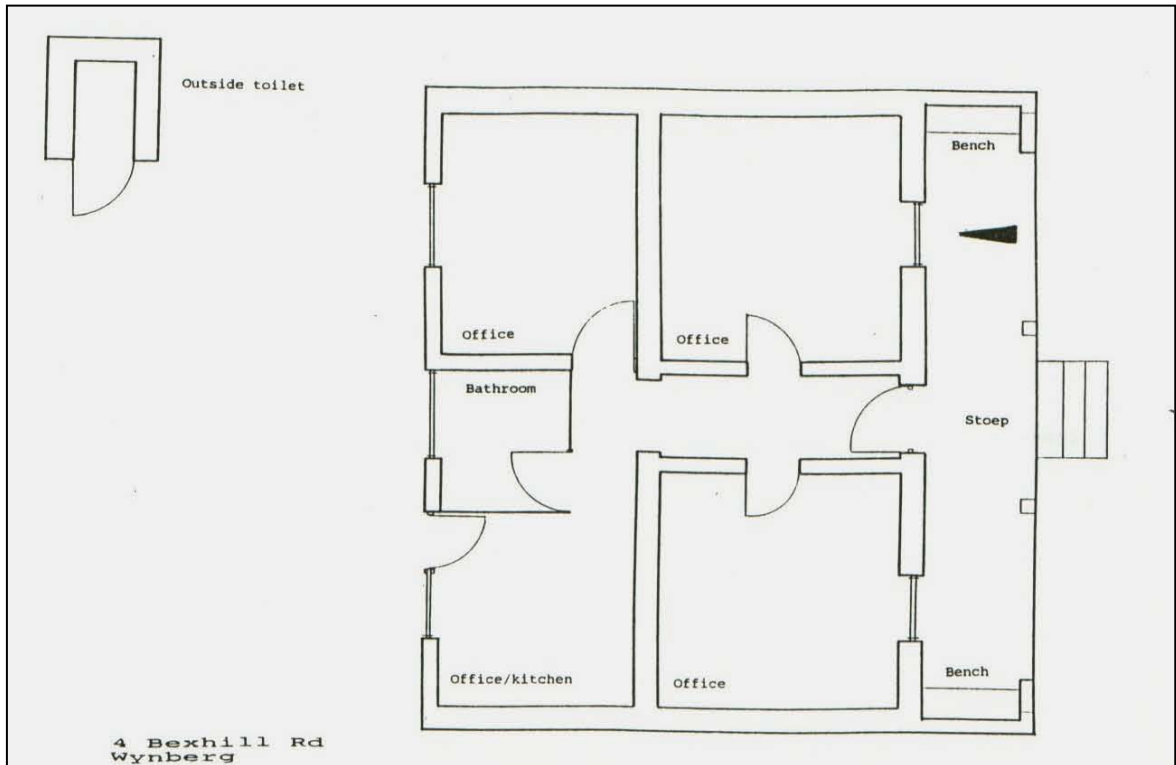 Outside toilet
Bench
Office
Office
Bathroom
Stoep
Office/kitchen
Office
Bench
4 Bexhill Rd
Wynberg